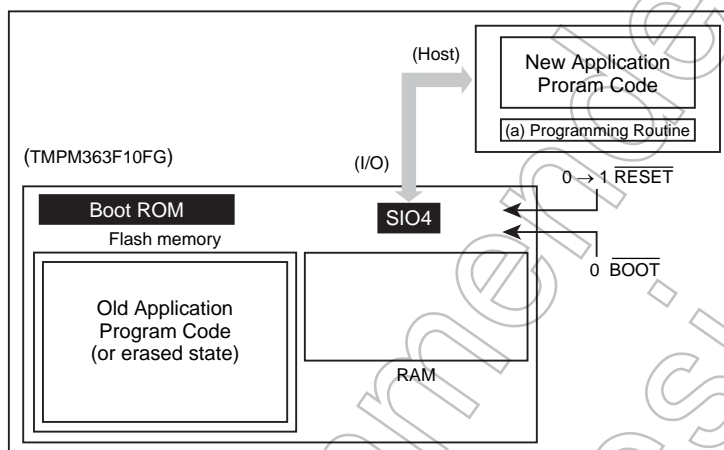 (Host)
New Application
Proram Code
(a) Programming Routine
(TMPM363F10FG)
(I/O)
0 → 1 RESET
Boot ROM
SIO4
Flash memory
0 BOOT
Old Application
Program Code
(or erased state)
RAM